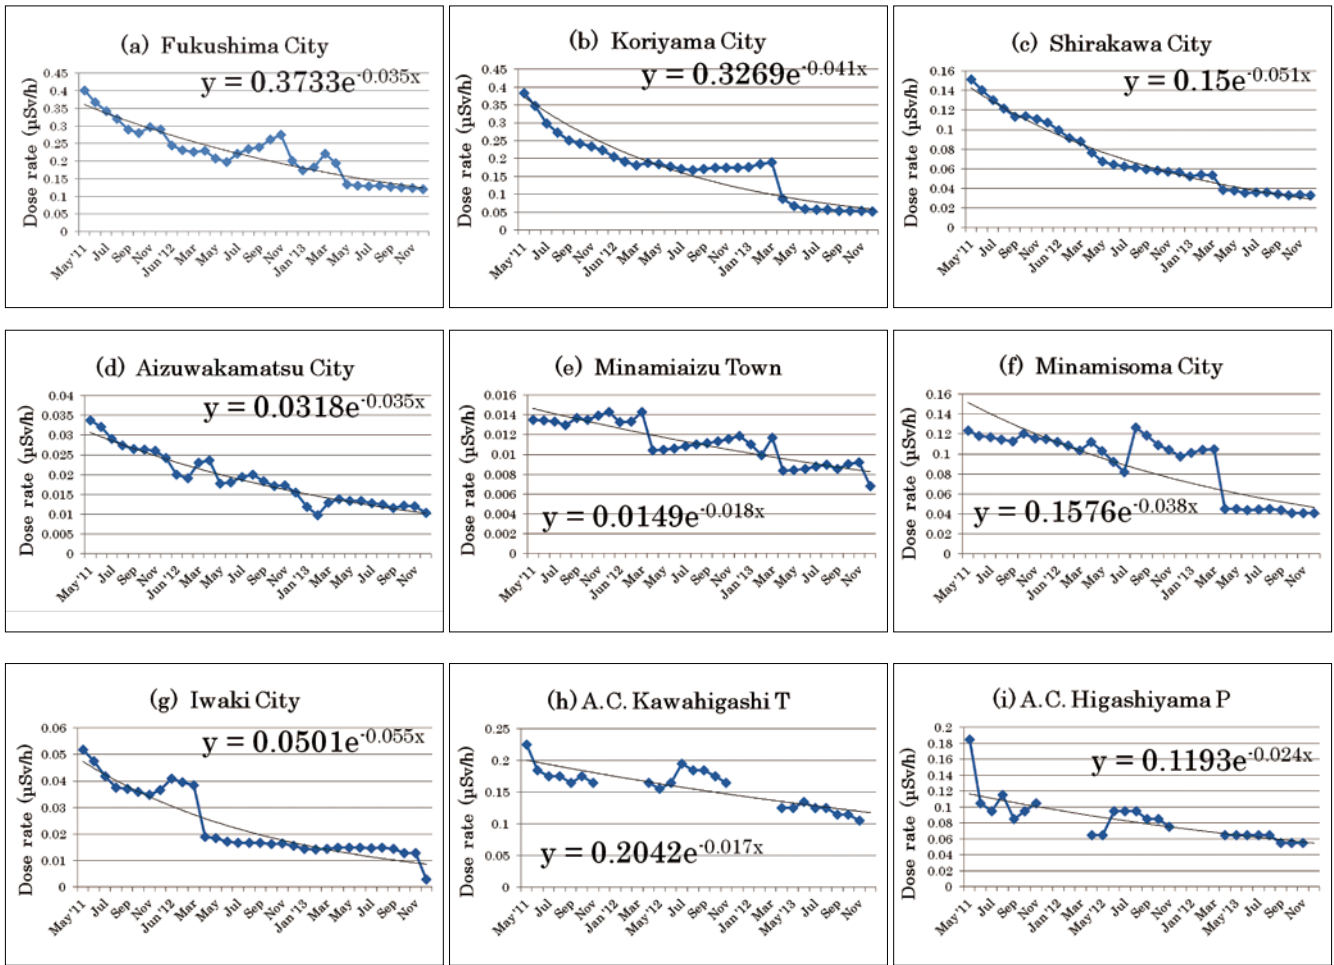 (a) Fukushima City
y = 0.3733e-0.035x
Dose rate (μSv/h)
0.45
0.4
0.35
0.3
0.25
0.2
0.15
0.1
0.05
0
May '11 Jul Sep Nov Jun '12 Mar May Jul Sep Nov Jan '13 Mar May Jul Sep Nov
(b) Koriyama City
y = 0.3269e-0.041x
Dose rate (μSv/h)
0.45
0.4
0.35
0.3
0.25
0.2
0.15
0.1
0.05
0
May '11 Jul Sep Nov Jun '12 Mar May Jul Sep Nov Jan '13 Mar May Jul Sep Nov
(c) Shirakawa City
y = 0.15e-0.051x
Dose rate (μSv/h)
0.16
0.14
0.12
0.1
0.08
0.06
0.04
0.02
0
May '11 Jul Sep Nov Jun '12 Mar May Jul Sep Nov Jan '13 Mar May Jul Sep Nov
(d) Aizuwakamatsu City
y = 0.0318e-0.035x
Dose rate (μSv/h)
0.04
0.035
0.03
0.025
0.02
0.015
0.01
0.005
0
May '11 Jul Sep Nov Jun '12 Mar May Jul Sep Nov Jan '13 Mar May Jul Sep Nov
(e) Minamiaizu Town
y = 0.0149e-0.018x
Dose rate (μSv/h)
0.016
0.014
0.012
0.01
0.008
0.006
0.004
0.002
0
May '11 Jul Sep Nov Jun '12 Mar May Jul Sep Nov Jan '13 Mar May Jul Sep Nov
(f) Minamisoma City
y = 0.1576e-0.038x
Dose rate (μSv/h)
0.16
0.14
0.12
0.1
0.08
0.06
0.04
0.02
0
May '11 Jul Sep Nov Jun '12 Mar May Jul Sep Nov Jan '13 Mar May Jul Sep Nov
(g) Iwaki City
y = 0.0501e-0.055x
Dose rate (μSv/h)
0.06
0.05
0.04
0.03
0.02
0.01
0
May '11 Jul Sep Nov Jun '12 Mar May Jul Sep Nov Jan '13 Mar May Jul Sep Nov
(h) A.C. Kawahigashi T
y = 0.2042e-0.017x
Dose rate (μSv/h)
0.25
0.2
0.15
0.1
0.05
0
May '11 Jul Sep Nov Jan '12 Mar May '12 Jul Sep Nov Jan '12 Mar May '13 Jul Sep Nov
(i) A.C. Higashiyama P
y = 0.1193e-0.024x
Dose rate (μSv/h)
0.2
0.18
0.16
0.14
0.12
0.1
0.08
0.06
0.04
0.02
0
May '11 Jul Sep Nov Jan '12 Mar May '12 Jul Sep Nov Jan '12 Mar May '13 Jul Sep Nov